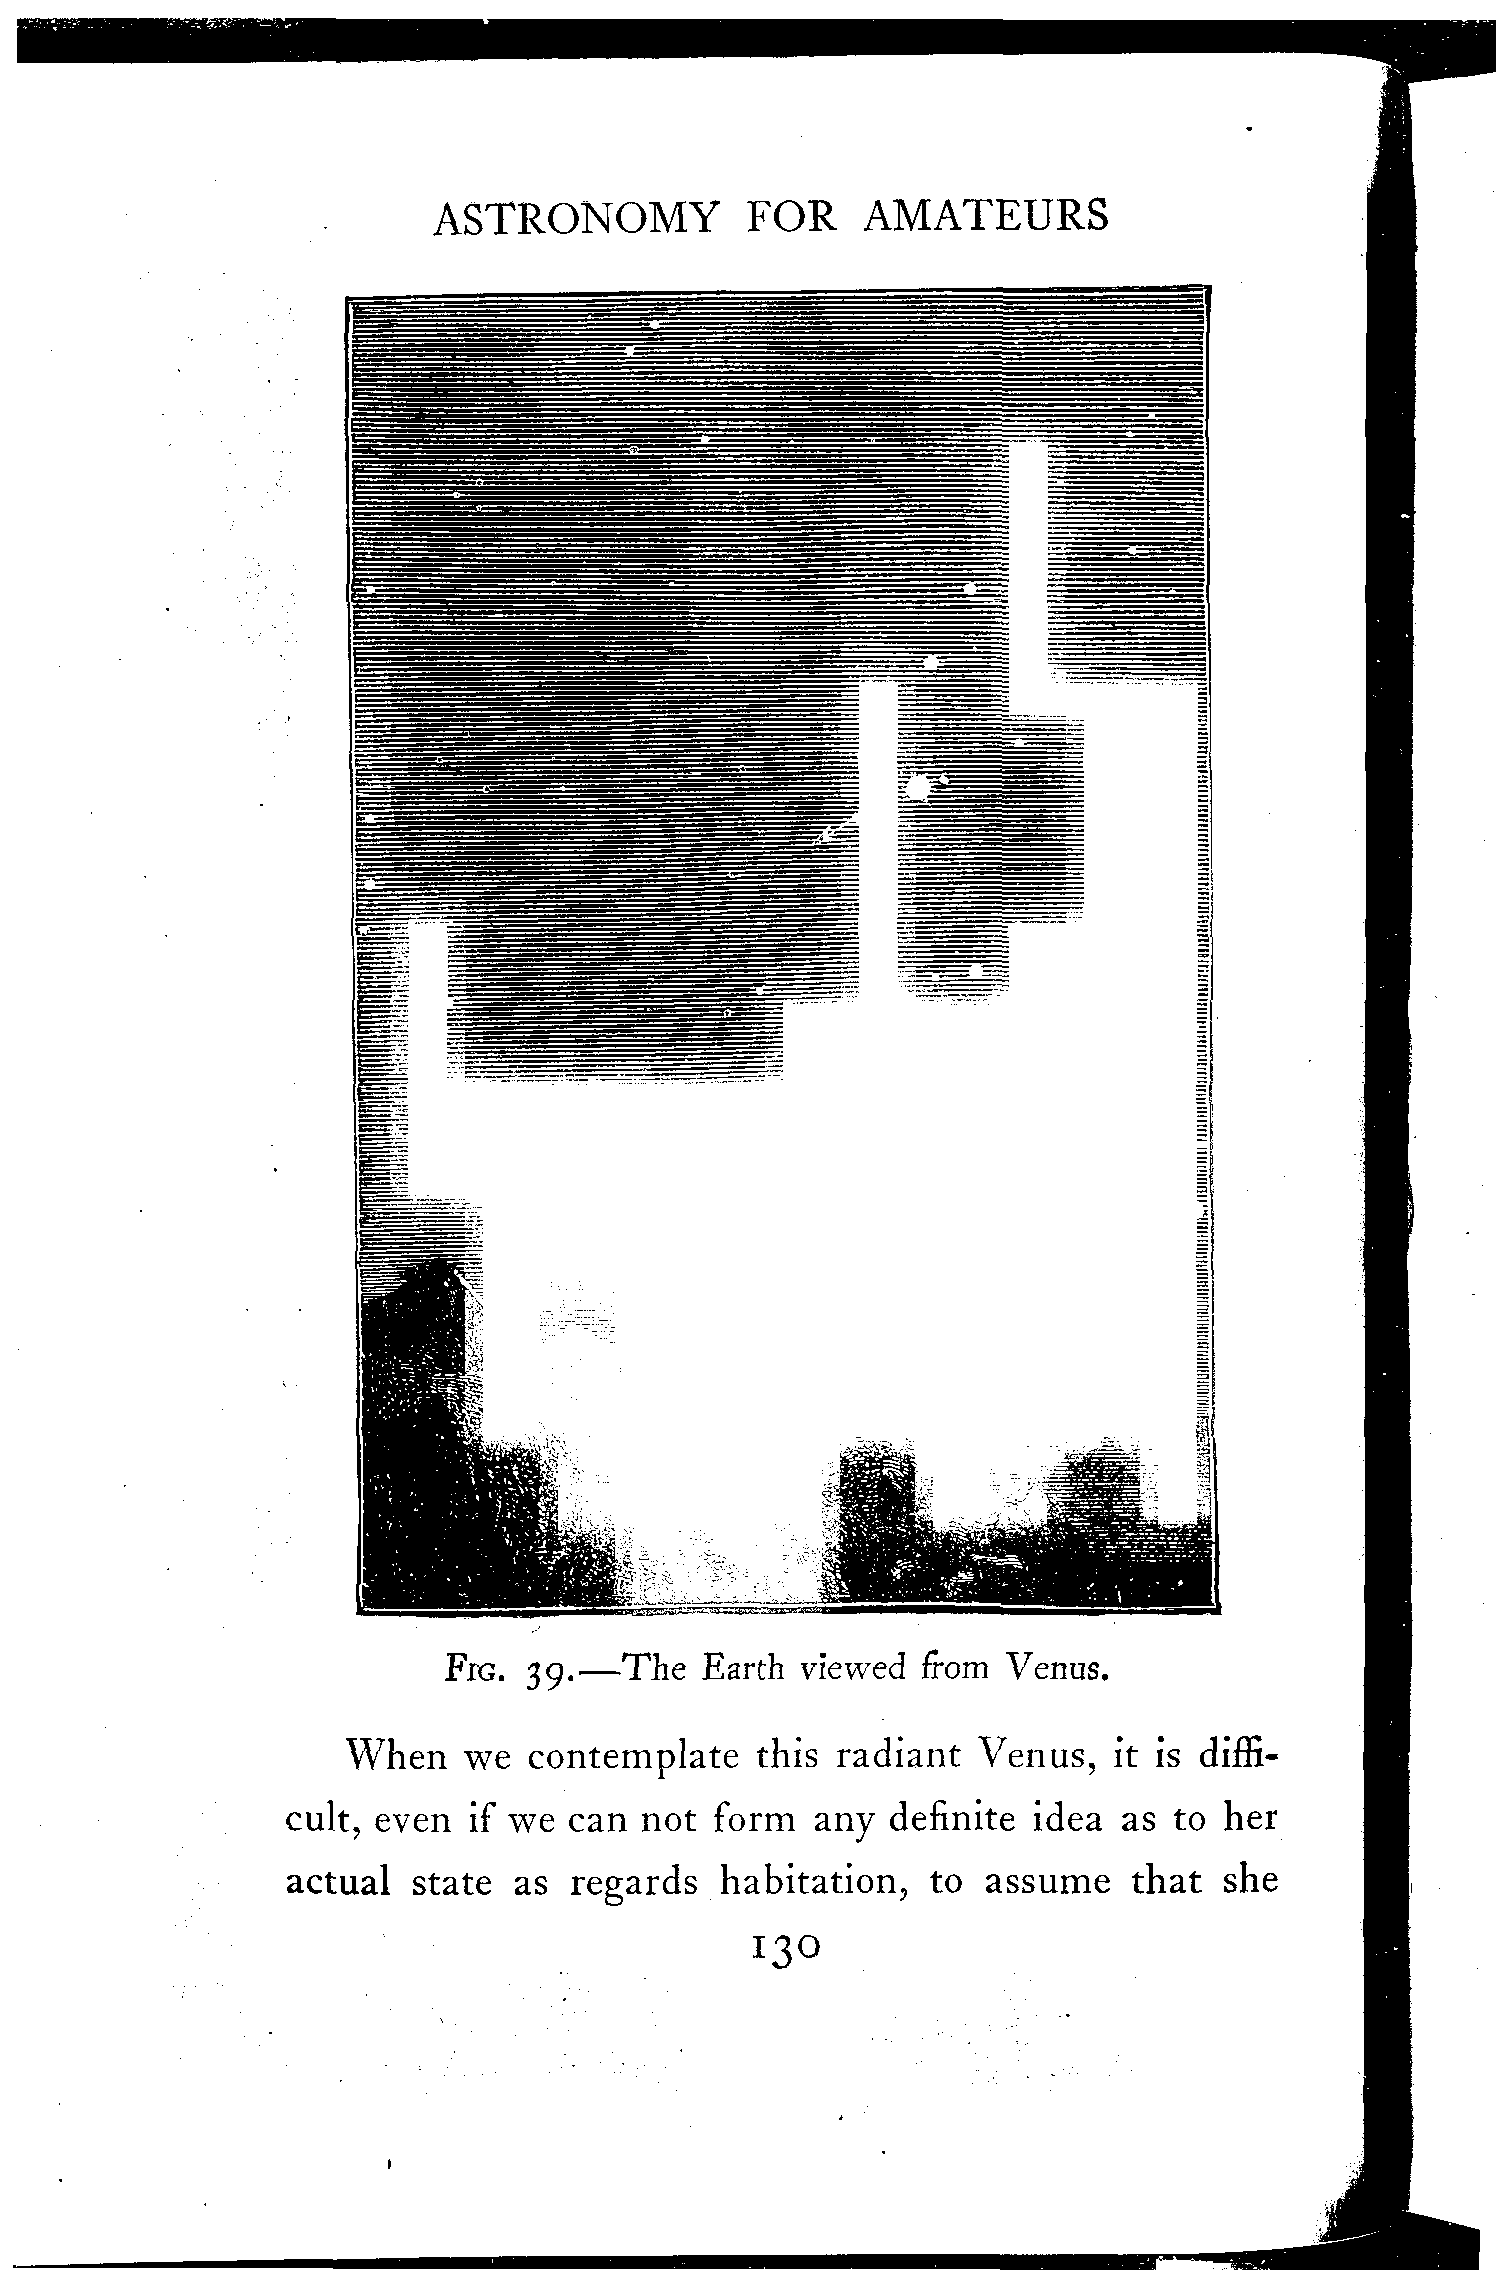 ASTRONOMY FOR AMATEURS
Fig. 39.—The Earth viewed from Venus.
When we contemplate this radiant Venus, it is diffi-
cult, even if we can not form any definite idea as to her
actual state as regards habitation, to assume that she
130